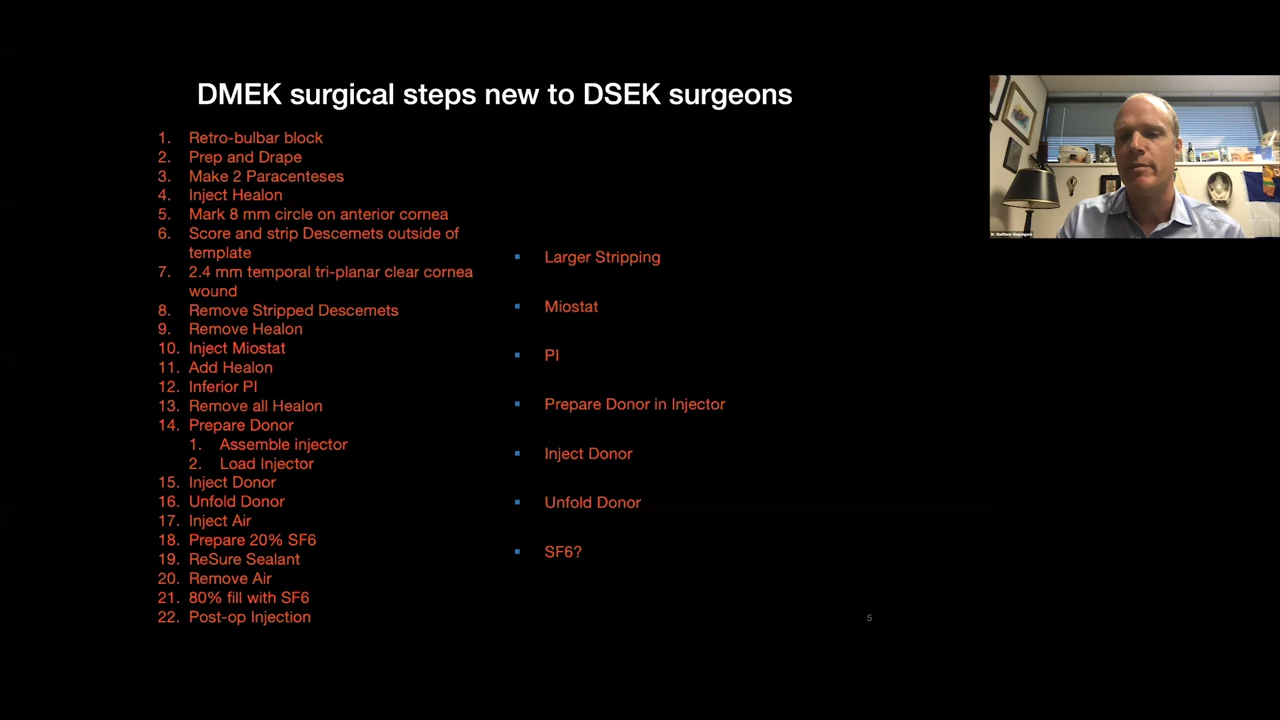 DMEK surgical steps new to DSEK surgeons
1. Retro-bulbar block
2. Prep and Drape
3. Make 2 Paracenteses
4. Inject Healon
5. Mark 8 mm circle on anterior cornea
6. Score and strip Descemets outside of
template
7. 2.4 mm temporal tri-planar clear cornea
wound
8. Remove Stripped Descemets
9. Remove Healon
10. Inject Miostat
11. Add Healon
12. Inferior PI
13. Remove all Healon
14. Prepare Donor
1. Assemble injector
2. Load Injector
15. Inject Donor
16. Unfold Donor
17. Inject Air
18. Prepare 20% SF6
19. ReSure Sealant
20. Remove Air
21. 80% fill with SF6
22. Post-op Injection
▪ Larger Stripping
▪ Miostat
▪ PI
▪ Prepare Donor in Injector
▪ Inject Donor
▪ Unfold Donor
▪ SF6?
5